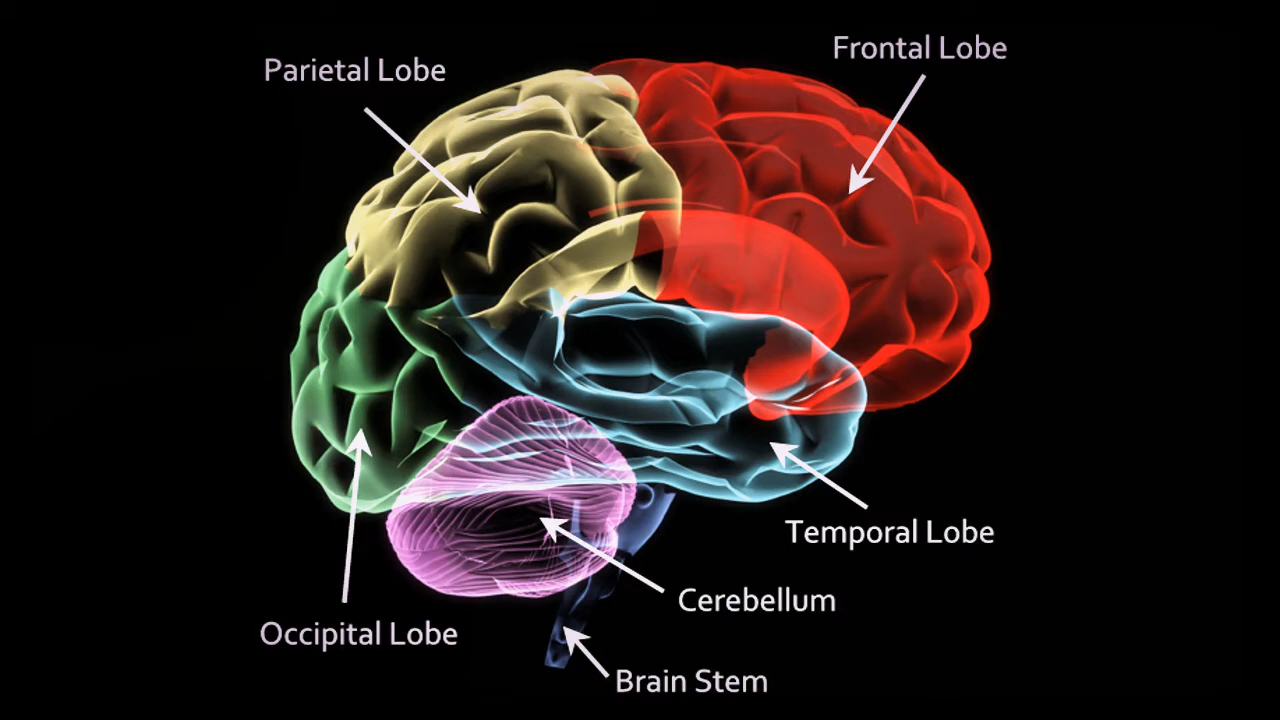 Frontal Lobe
Parietal Lobe
Temporal Lobe
Cerebellum
Occipital Lobe
Brain Stem